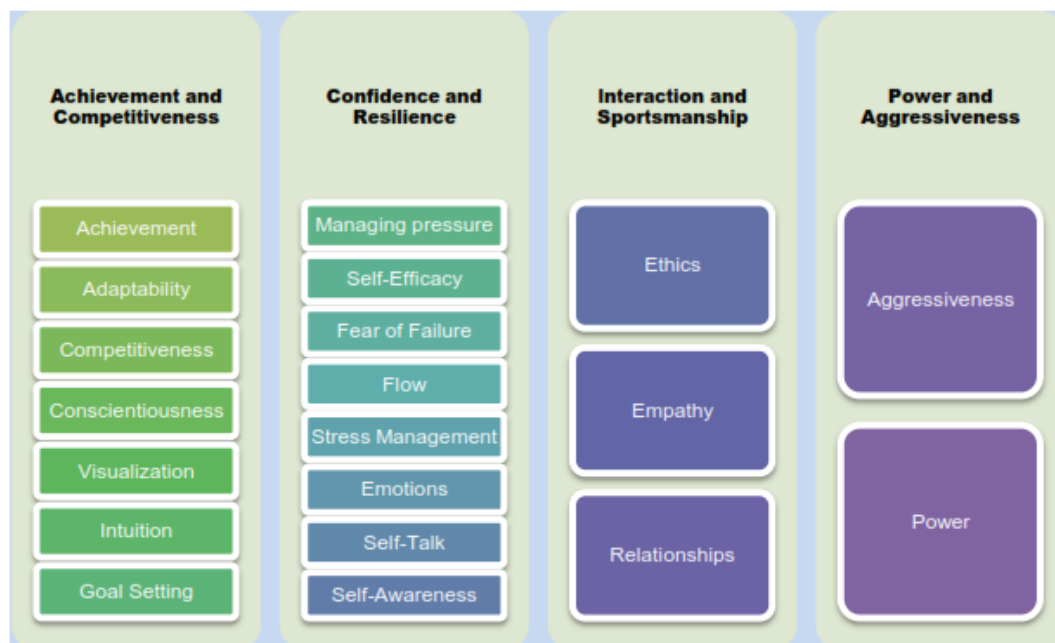 Achievement and
Competitiveness
Achievement
Adaptability
Competitiveness
Conscientiousness
Visualization
Intuition
Goal Setting
Confidence and
Resilience
Managing pressure
Self-Efficacy
Fear of Failure
Flow
Stress Management
Emotions
Self-Talk
Self-Awareness
Interaction and
Sportsmanship
Ethics
Empathy
Relationships
Power and
Aggressiveness
Aggressiveness
Power